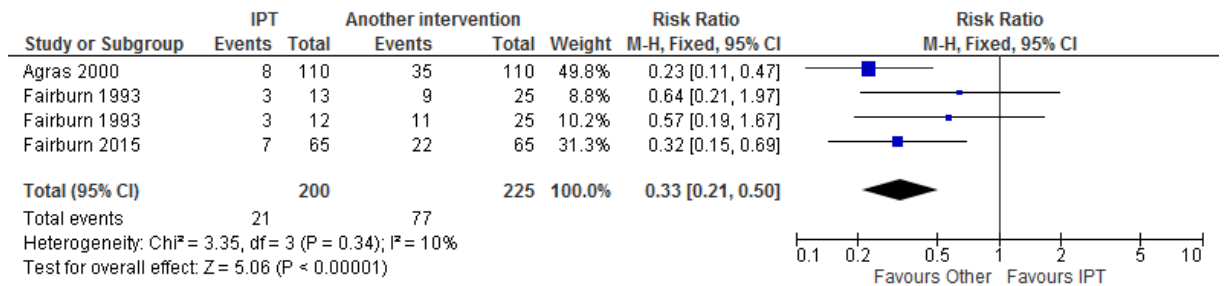 IPT Another intervention Risk Ratio Risk Ratio
Study or Subgroup Events Total Events Total Weight M-H, Fixed, 95% CI M-H, Fixed, 95% CI
Agras 2000 8 110 35 110 49.8% 0.23 [0.11, 0.47]
Fairburn 1993 3 13 9 25 8.8% 0.64 [0.21, 1.97]
Fairburn 1993 3 12 11 25 10.2% 0.57 [0.19, 1.67]
Fairburn 2015 7 65 22 65 31.3% 0.32 [0.15, 0.69]
Total (95% CI) 200 225 100.0% 0.33 [0.21, 0.50]
Total events 21 77
Heterogeneity: Chi² = 3.35, df = 3 (P = 0.34); I² = 10%
Test for overall effect: Z = 5.06 (P < 0.00001)
0.1 0.2 0.5 1 2 5 10
Favours Other Favours IPT